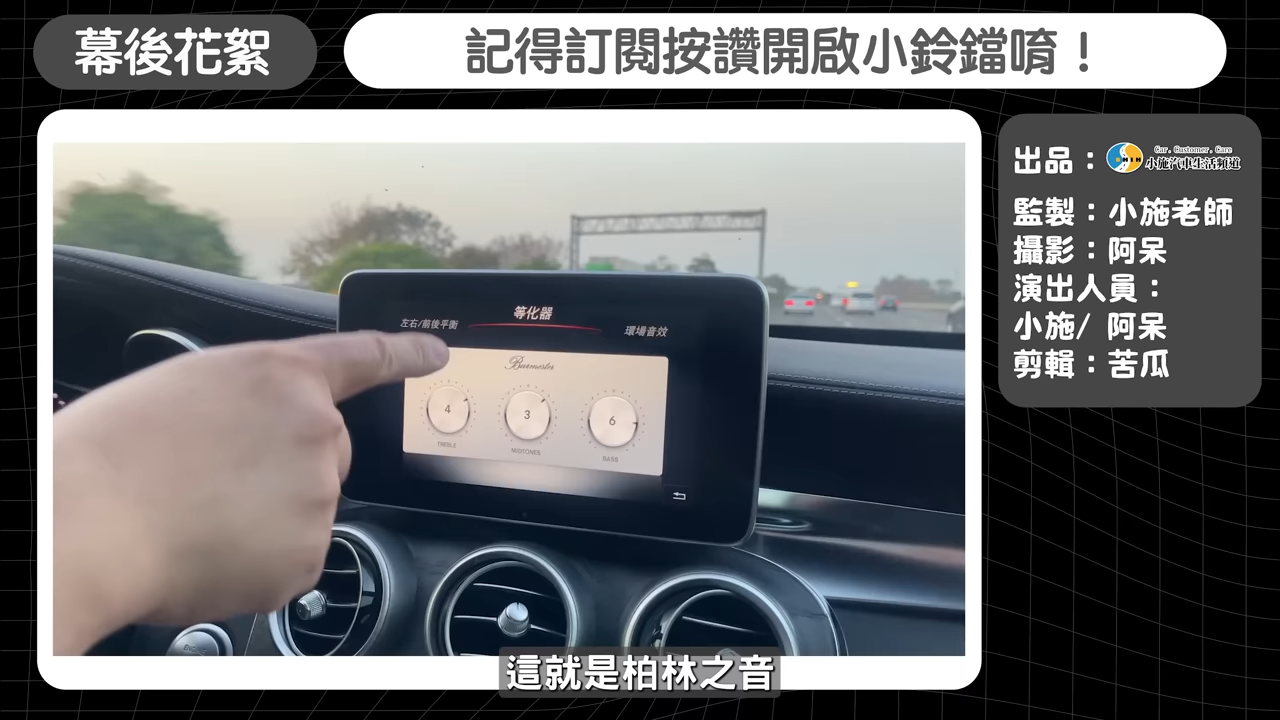 幕後花絮
記得訂閱按讚開啟小鈴鐺唷！
出品：
Car. Customer. Care
SHIH
小施汽車生活頻道
監製：小施老師
攝影：阿呆
演出人員：
小施/ 阿呆
剪輯：苦瓜
等化器
左右/前後平衡
環場音效
Burmester
4
3
6
TREBLE
MIDTONES
BASS
這就是柏林之音